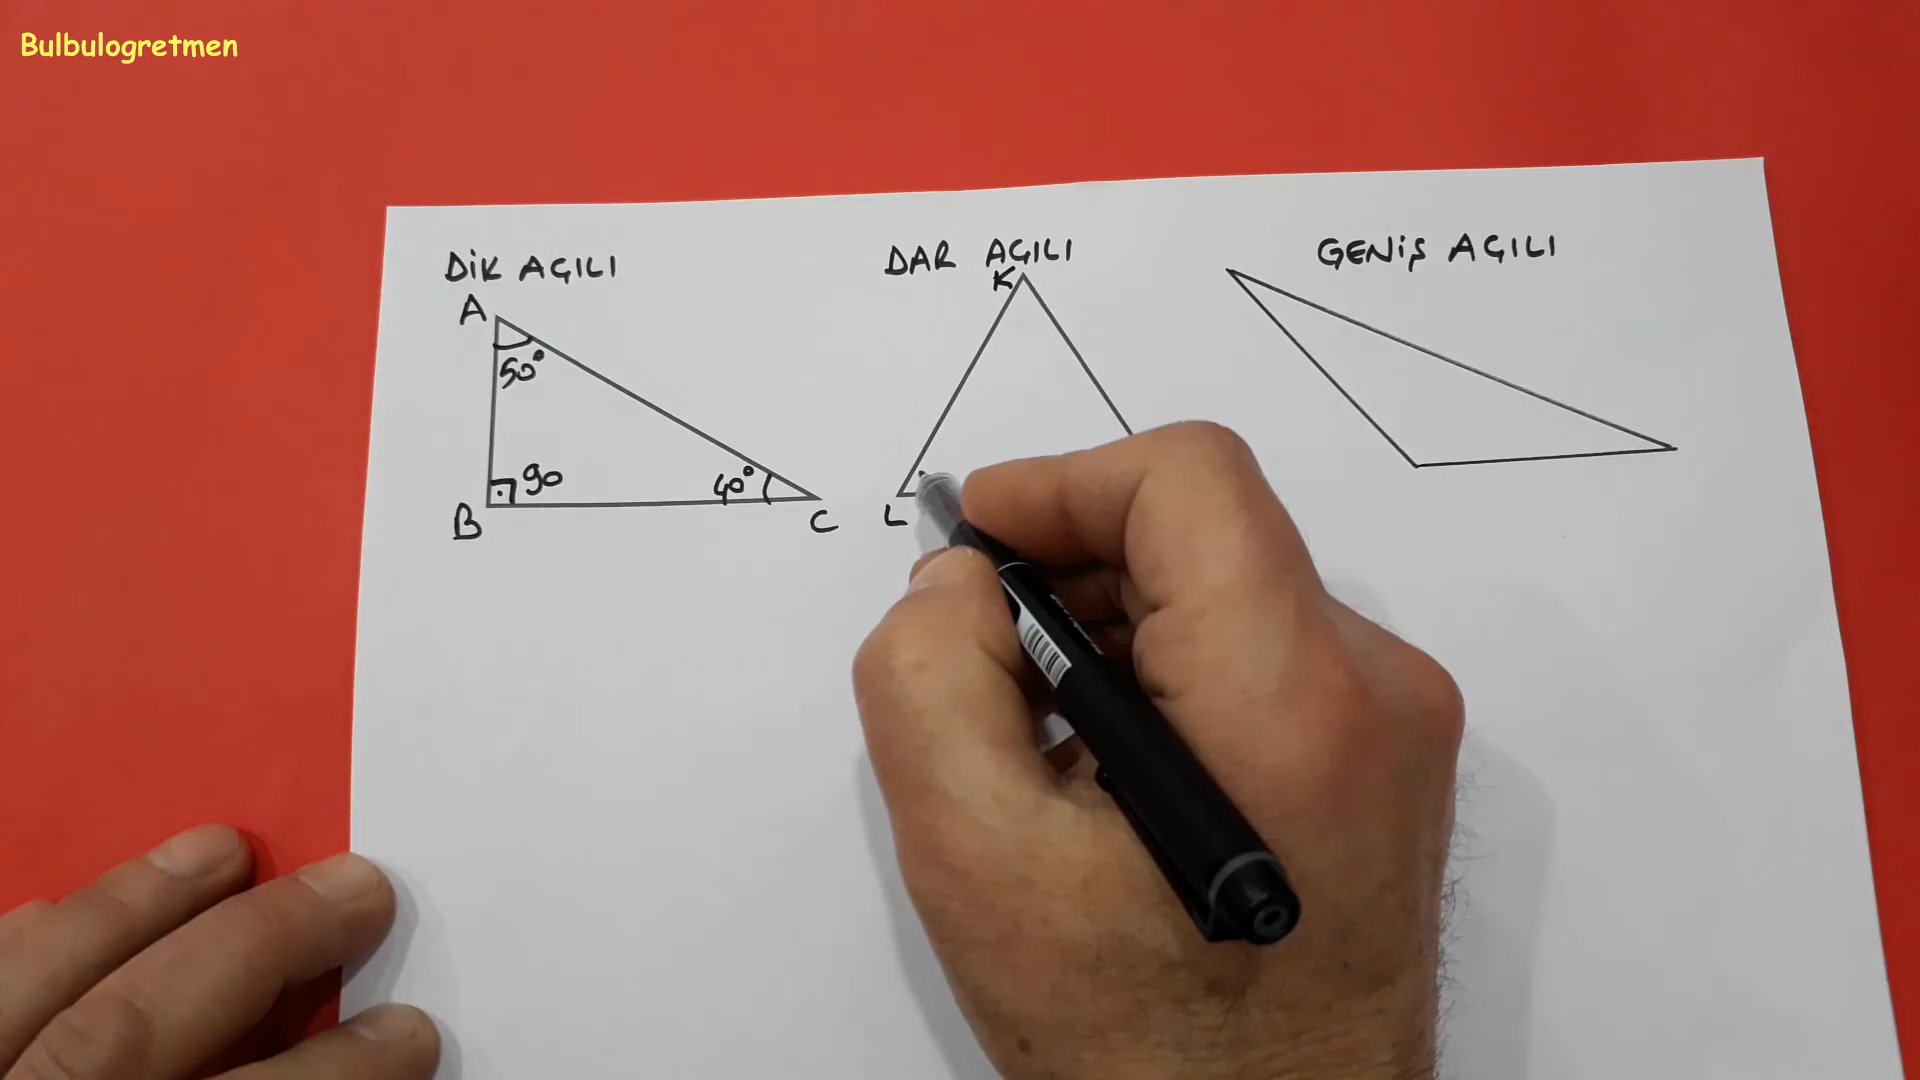 Bulbulogretmen
DİK AÇILI
A
50°
90
40°
B
C
DAR AÇILI
K
L
GENİŞ AÇILI